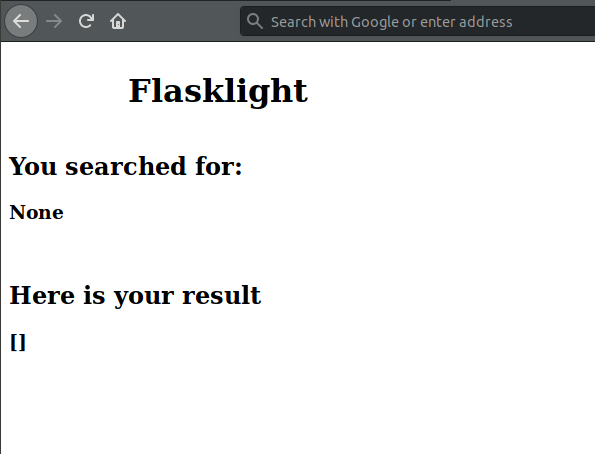 Search with Google or enter address
Flasklight
You searched for:
None
Here is your result
[]